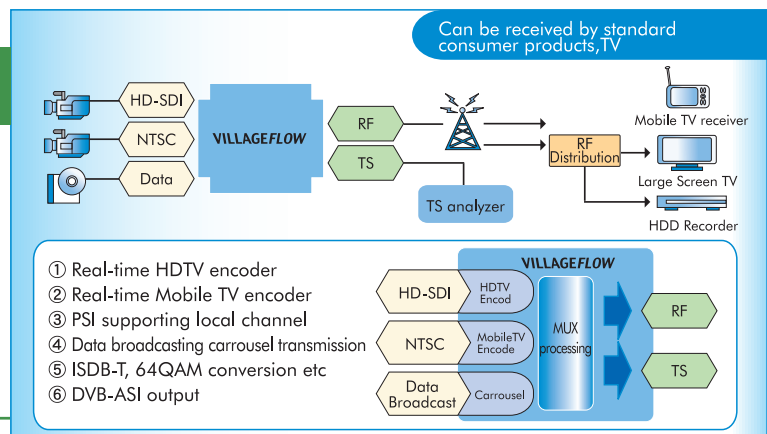 Can be received by standard
consumer products,TV
HD-SDI
NTSC
Data
VILLAGEFLOW
RF
TS
TS analyzer
RF
Distribution
Mobile TV receiver
Large Screen TV
HDD Recorder
① Real-time HDTV encoder
② Real-time Mobile TV encoder
③ PSI supporting local channel
④ Data broadcasting carrousel transmission
⑤ ISDB-T, 64QAM conversion etc
⑥ DVB-ASI output
VILLAGEFLOW
HD-SDI
HDTV
Encod
NTSC
MobileTV
Encode
Data
Broadcast
Carrousel
MUX
processing
RF
TS